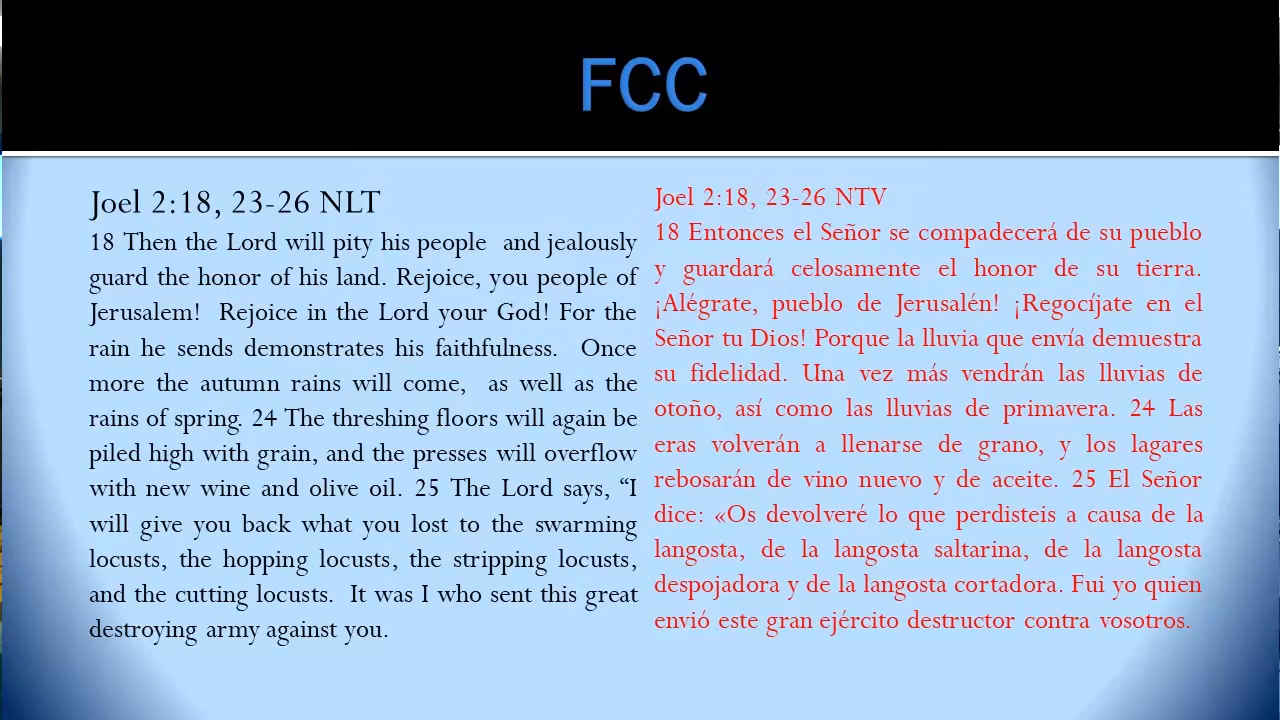 FCC
Joel 2:18, 23-26 NLT
18 Then the Lord will pity his people and jealously
guard the honor of his land. Rejoice, you people of
Jerusalem! Rejoice in the Lord your God! For the
rain he sends demonstrates his faithfulness. Once
more the autumn rains will come, as well as the
rains of spring. 24 The threshing floors will again be
piled high with grain, and the presses will overflow
with new wine and olive oil. 25 The Lord says, “I
will give you back what you lost to the swarming
locusts, the hopping locusts, the stripping locusts,
and the cutting locusts. It was I who sent this great
destroying army against you.
Joel 2:18, 23-26 NTV
18 Entonces el Señor se compadecerá de su pueblo
y guardará celosamente el honor de su tierra.
¡Alégrate, pueblo de Jerusalén! ¡Regocíjate en el
Señor tu Dios! Porque la lluvia que envía demuestra
su fidelidad. Una vez más vendrán las lluvias de
otoño, así como las lluvias de primavera. 24 Las
eras volverán a llenarse de grano, y los lagares
rebosarán de vino nuevo y de aceite. 25 El Señor
dice: «Os devolveré lo que perdisteis a causa de la
langosta, de la langosta saltarina, de la langosta
despojadora y de la langosta cortadora. Fui yo quien
envió este gran ejército destructor contra vosotros.